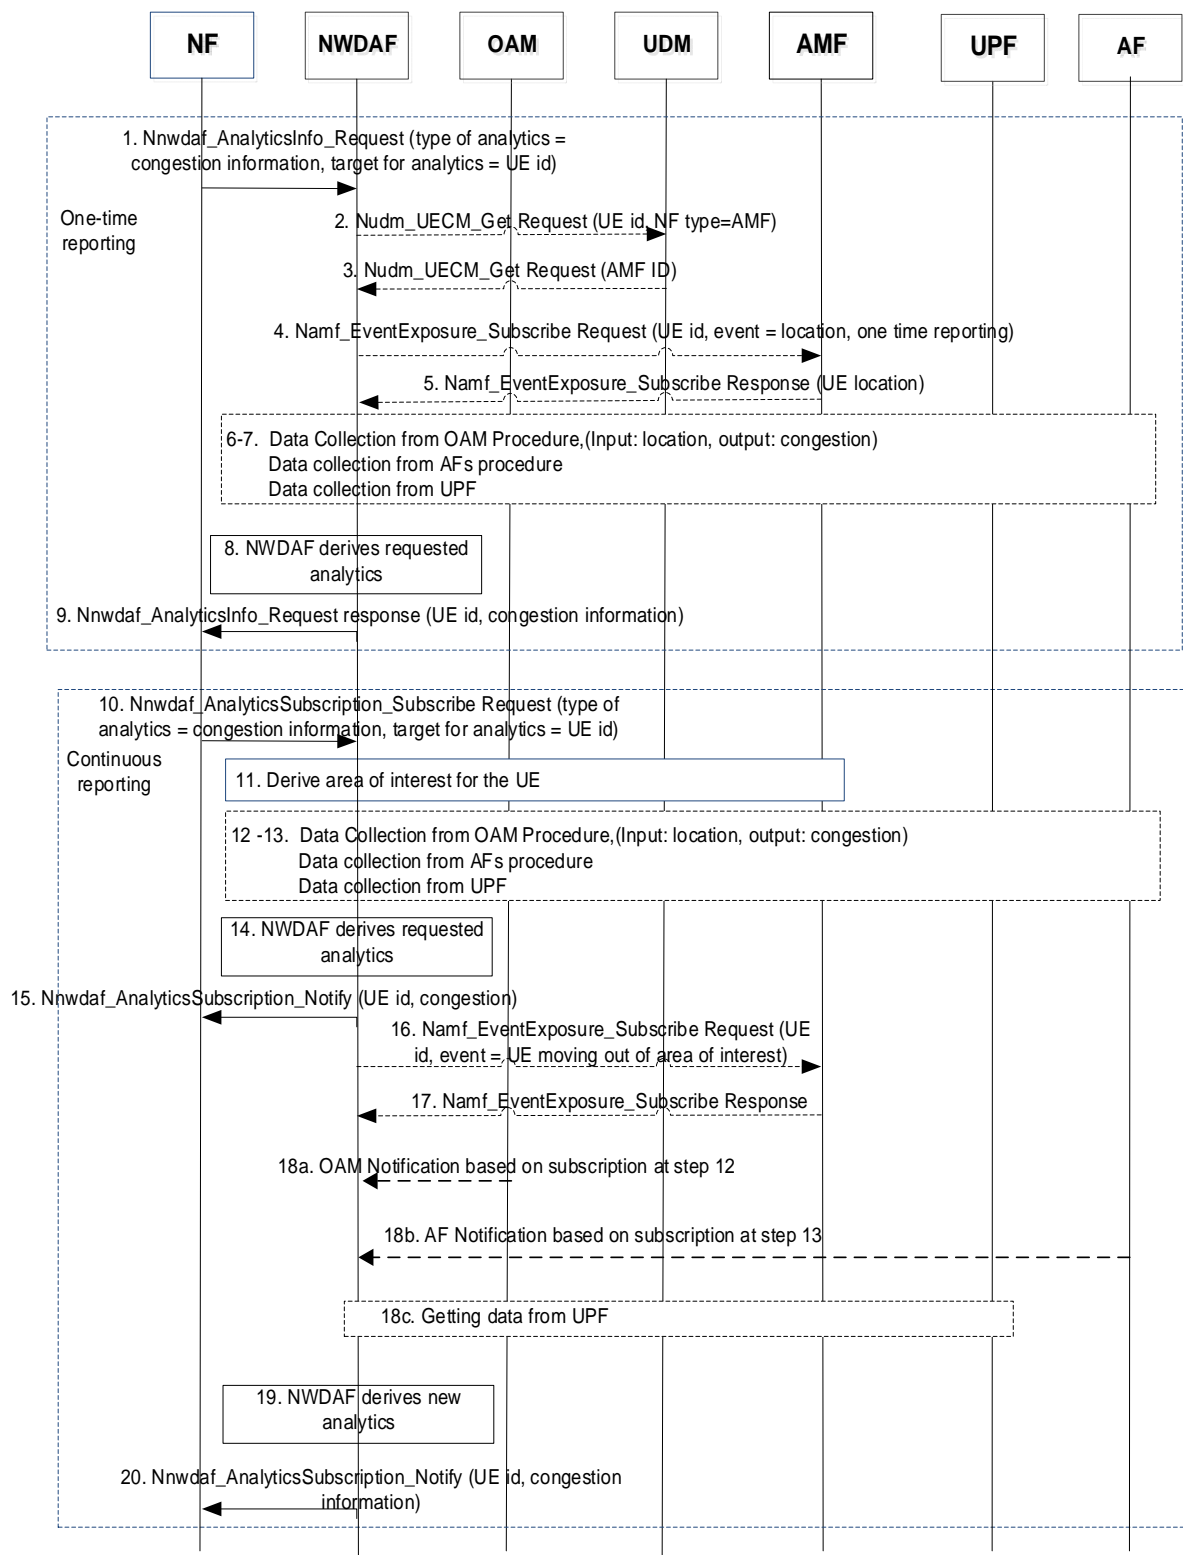 NF NWDAF OAM UDM AMF UPF AF
1. Nnwdaf_AnalyticsInfo_Request (type of analytics =
congestion information, target for analytics = UE id)
One-time
reporting
2. Nudm_UECM_Get Request (UE id, NF type=AMF)
3. Nudm_UECM_Get Request (AMF ID)
4. Namf_EventExposure_Subscribe Request (UE id, event = location, one time reporting)
5. Namf_EventExposure_Subscribe Response (UE location)
6-7. Data Collection from OAM Procedure,(Input: location, output: congestion)
Data collection from AFs procedure
Data collection from UPF
8. NWDAF derives requested
analytics
9. Nnwdaf_AnalyticsInfo_Request response (UE id, congestion information)
10. Nnwdaf_AnalyticsSubscription_Subscribe Request (type of
analytics = congestion information, target for analytics = UE id)
Continuous
reporting
11. Derive area of interest for the UE
12 -13. Data Collection from OAM Procedure,(Input: location, output: congestion)
Data collection from AFs procedure
Data collection from UPF
14. NWDAF derives requested
analytics
15. Nnwdaf_AnalyticsSubscription_Notify (UE id, congestion)
16. Namf_EventExposure_Subscribe Request (UE
id, event = UE moving out of area of interest)
17. Namf_EventExposure_Subscribe Response
18a. OAM Notification based on subscription at step 12
18b. AF Notification based on subscription at step 13
18c. Getting data from UPF
19. NWDAF derives new
analytics
20. Nnwdaf_AnalyticsSubscription_Notify (UE id, congestion
information)